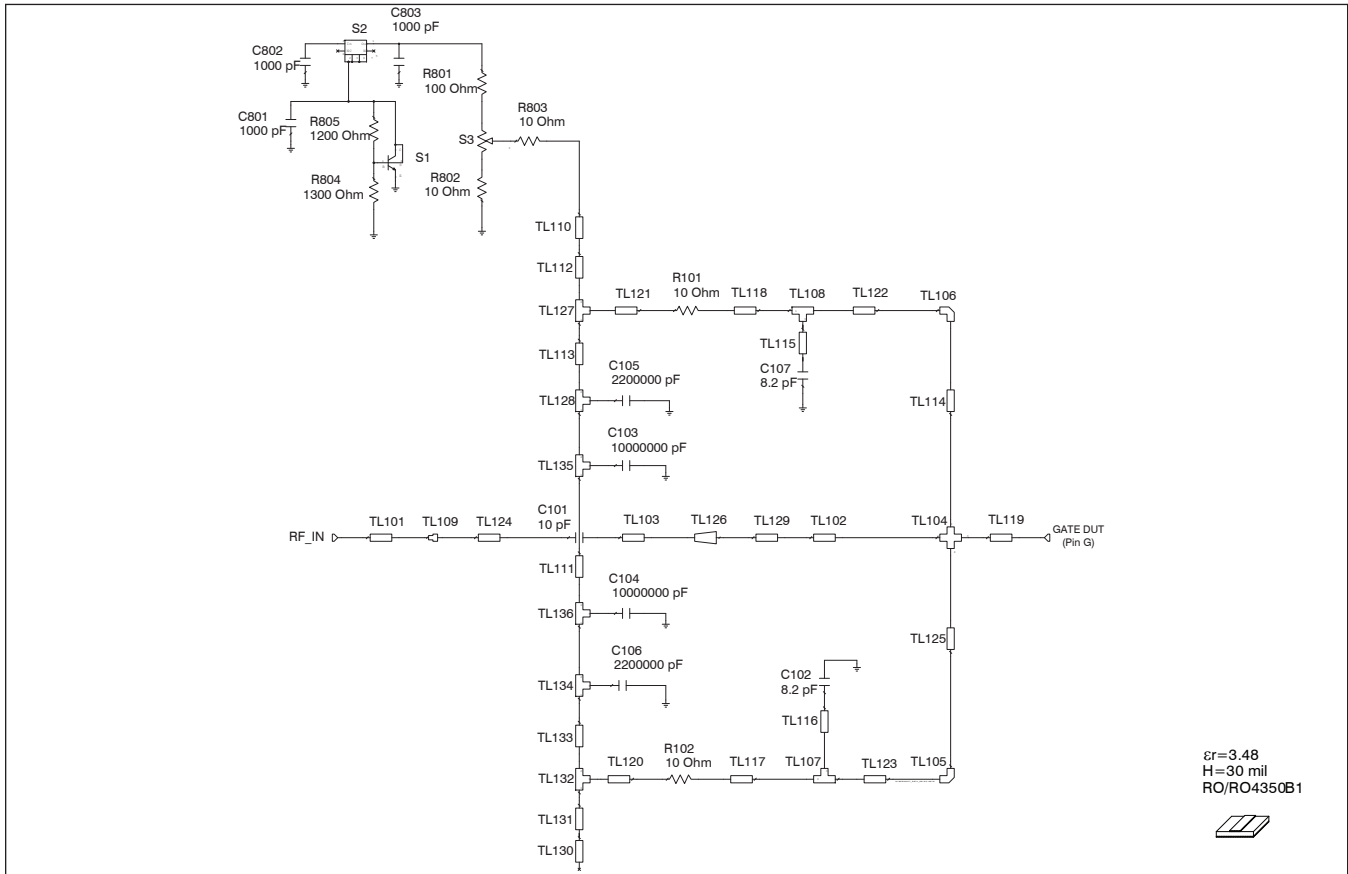 C803
1000 pF
S2
C802
1000 pF
R801
100 Ohm
R803
10 Ohm
C801
1000 pF
R805
1200 Ohm
S3
S1
R804
1300 Ohm
R802
10 Ohm
TL110
TL112
R101
10 Ohm
TL121
TL118
TL108
TL122
TL106
TL127
TL113
TL115
C105
2200000 pF
C107
8.2 pF
TL128
TL114
C103
10000000 pF
TL135
C101
10 pF
TL101
TL109
TL124
TL103
TL126
TL129
TL102
TL104
TL119
RF_IN
GATE DUT
(Pin G)
TL111
C104
10000000 pF
TL136
TL125
C106
2200000 pF
C102
8.2 pF
TL134
TL116
TL133
R102
10 Ohm
TL120
TL117
TL107
TL123
TL105
TL132
TL131
TL130
εr=3.48
H=30 mil
RO/RO4350B1